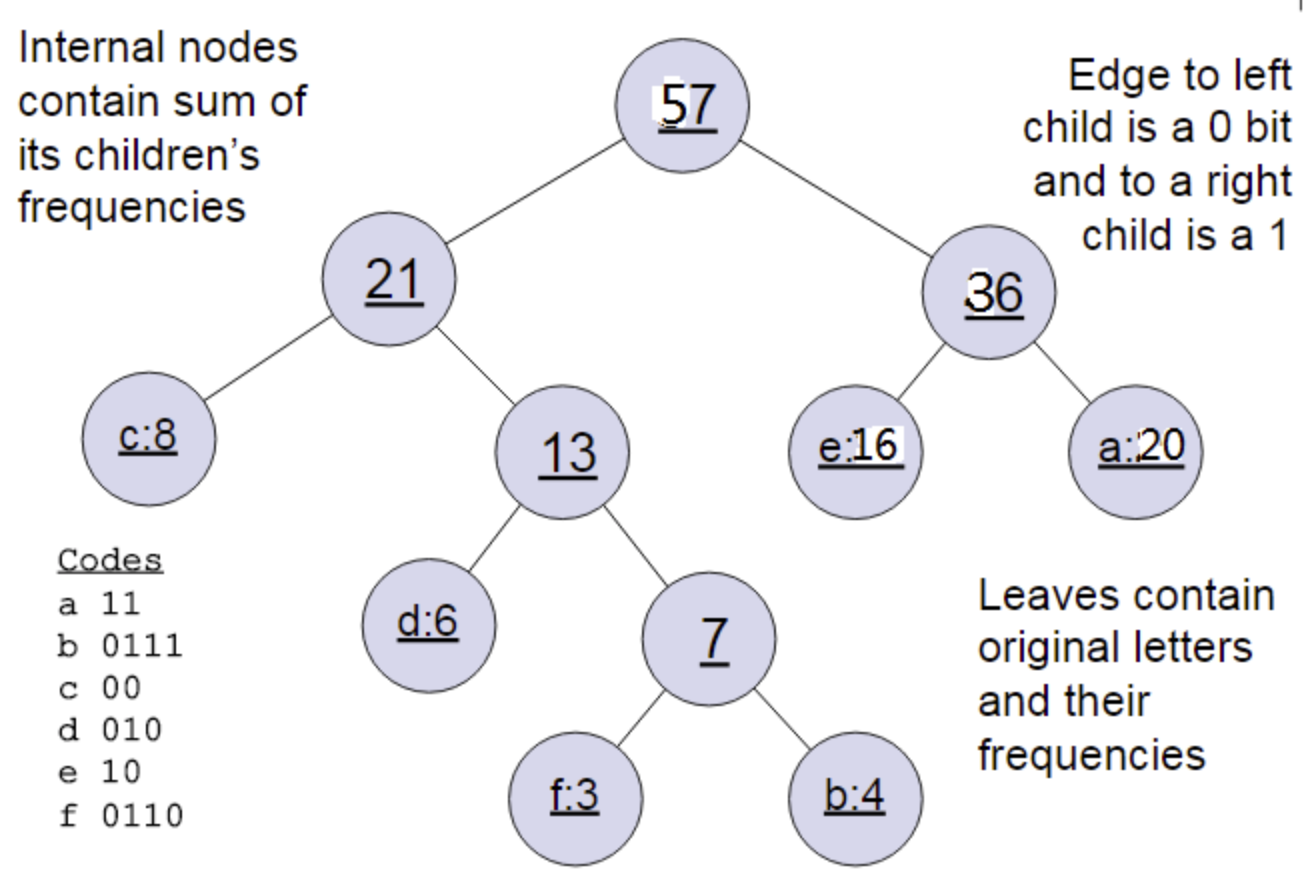 Internal nodes
contain sum of
its children's
frequencies
57
Edge to left
child is a 0 bit
and to a right
child is a 1
21
36
c:8
13
e:16
a:20
d:6
7
f:3
b:4
Codes
a 11
b 0111
c 00
d 010
e 10
f 0110
Leaves contain
original letters
and their
frequencies